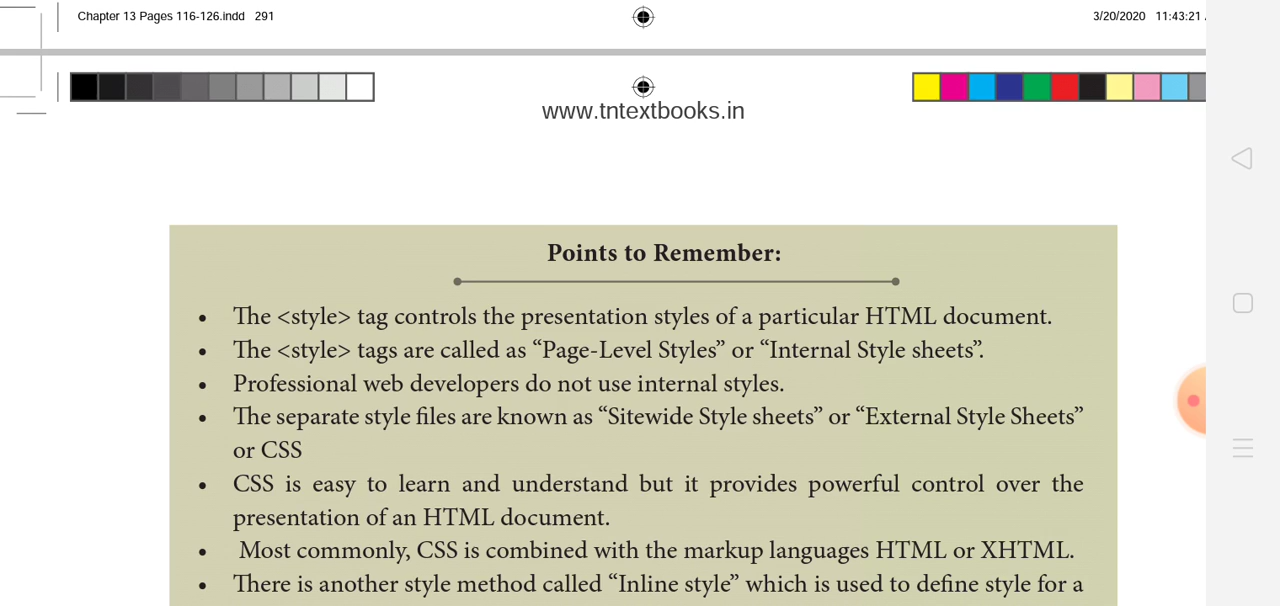 Chapter 13 Pages 116-126.indd 291
3/20/2020 11:43:21
www.tntextbooks.in
Points to Remember:
• The <style> tag controls the presentation styles of a particular HTML document.
• The <style> tags are called as “Page-Level Styles” or “Internal Style sheets”.
• Professional web developers do not use internal styles.
• The separate style files are known as “Sitewide Style sheets” or “External Style Sheets”
or CSS
• CSS is easy to learn and understand but it provides powerful control over the
presentation of an HTML document.
• Most commonly, CSS is combined with the markup languages HTML or XHTML.
• There is another style method called “Inline style” which is used to define style for a